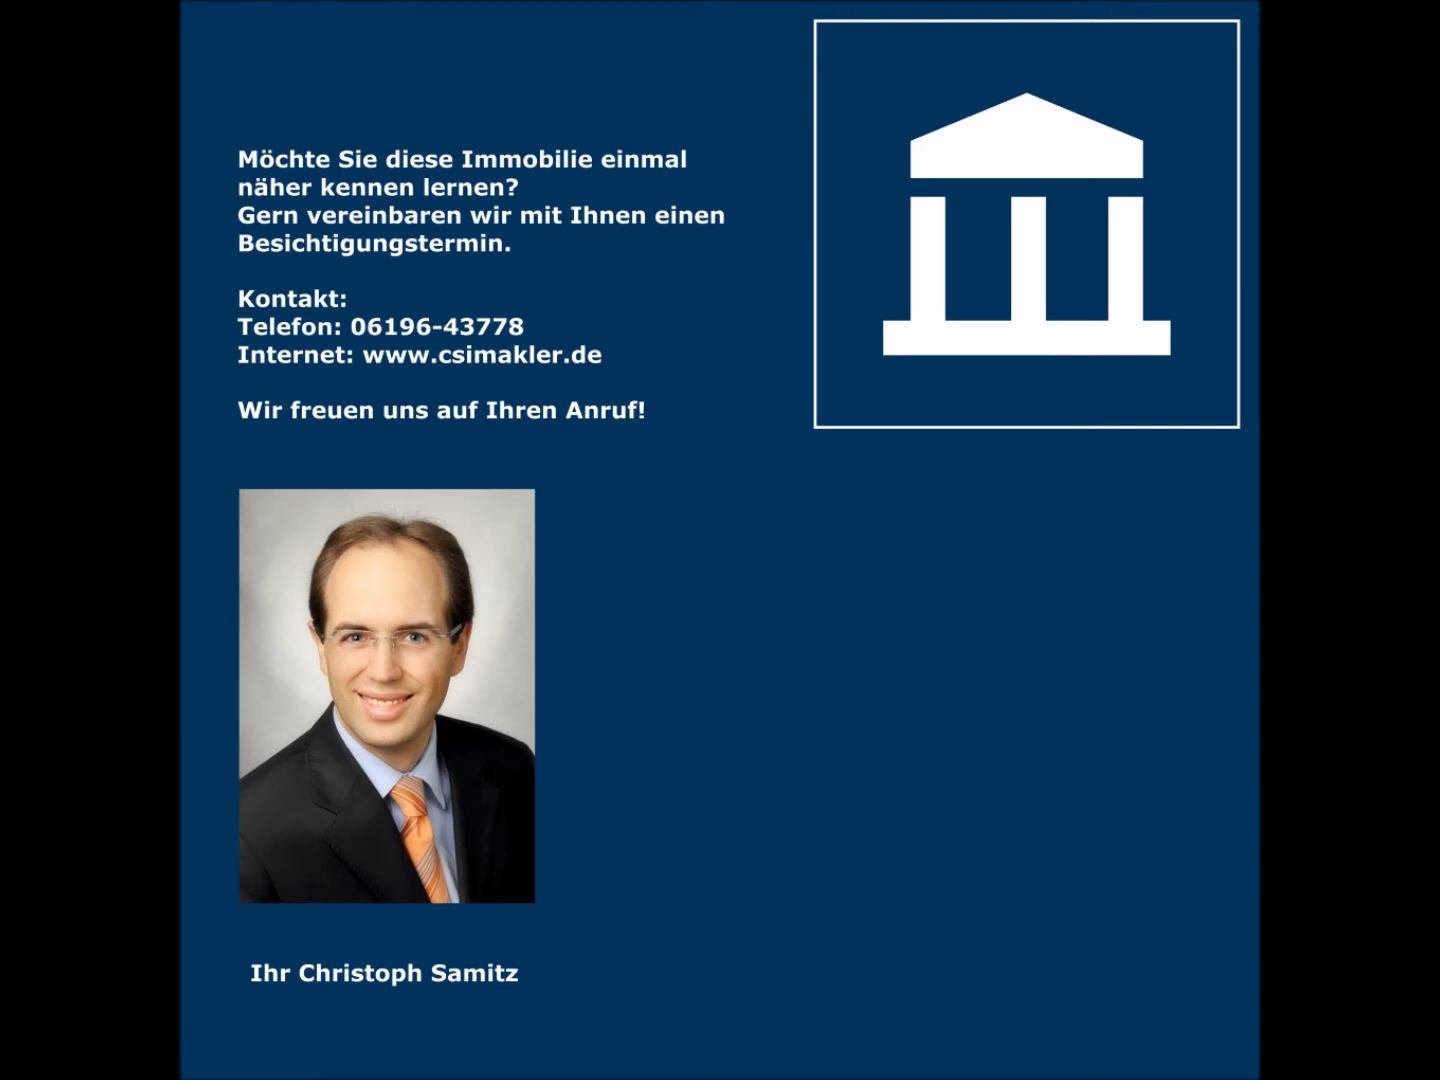 Möchte Sie diese Immobilie einmal
näher kennen lernen?
Gern vereinbaren wir mit Ihnen einen
Besichtigungstermin.
Kontakt:
Telefon: 06196-43778
Internet: www.csimakler.de
Wir freuen uns auf Ihren Anruf!
Ihr Christoph Samitz